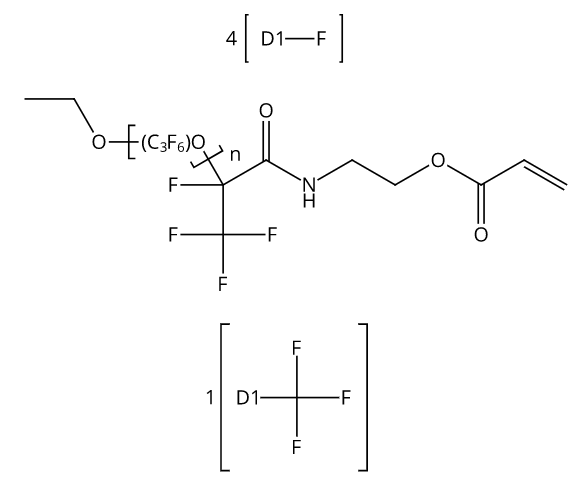 4 [ D1—F ]
O
O [ (C₃F₆)O ] n
F
N
H
O
O
F F
F
F
1 [ D1 F
F
F ]